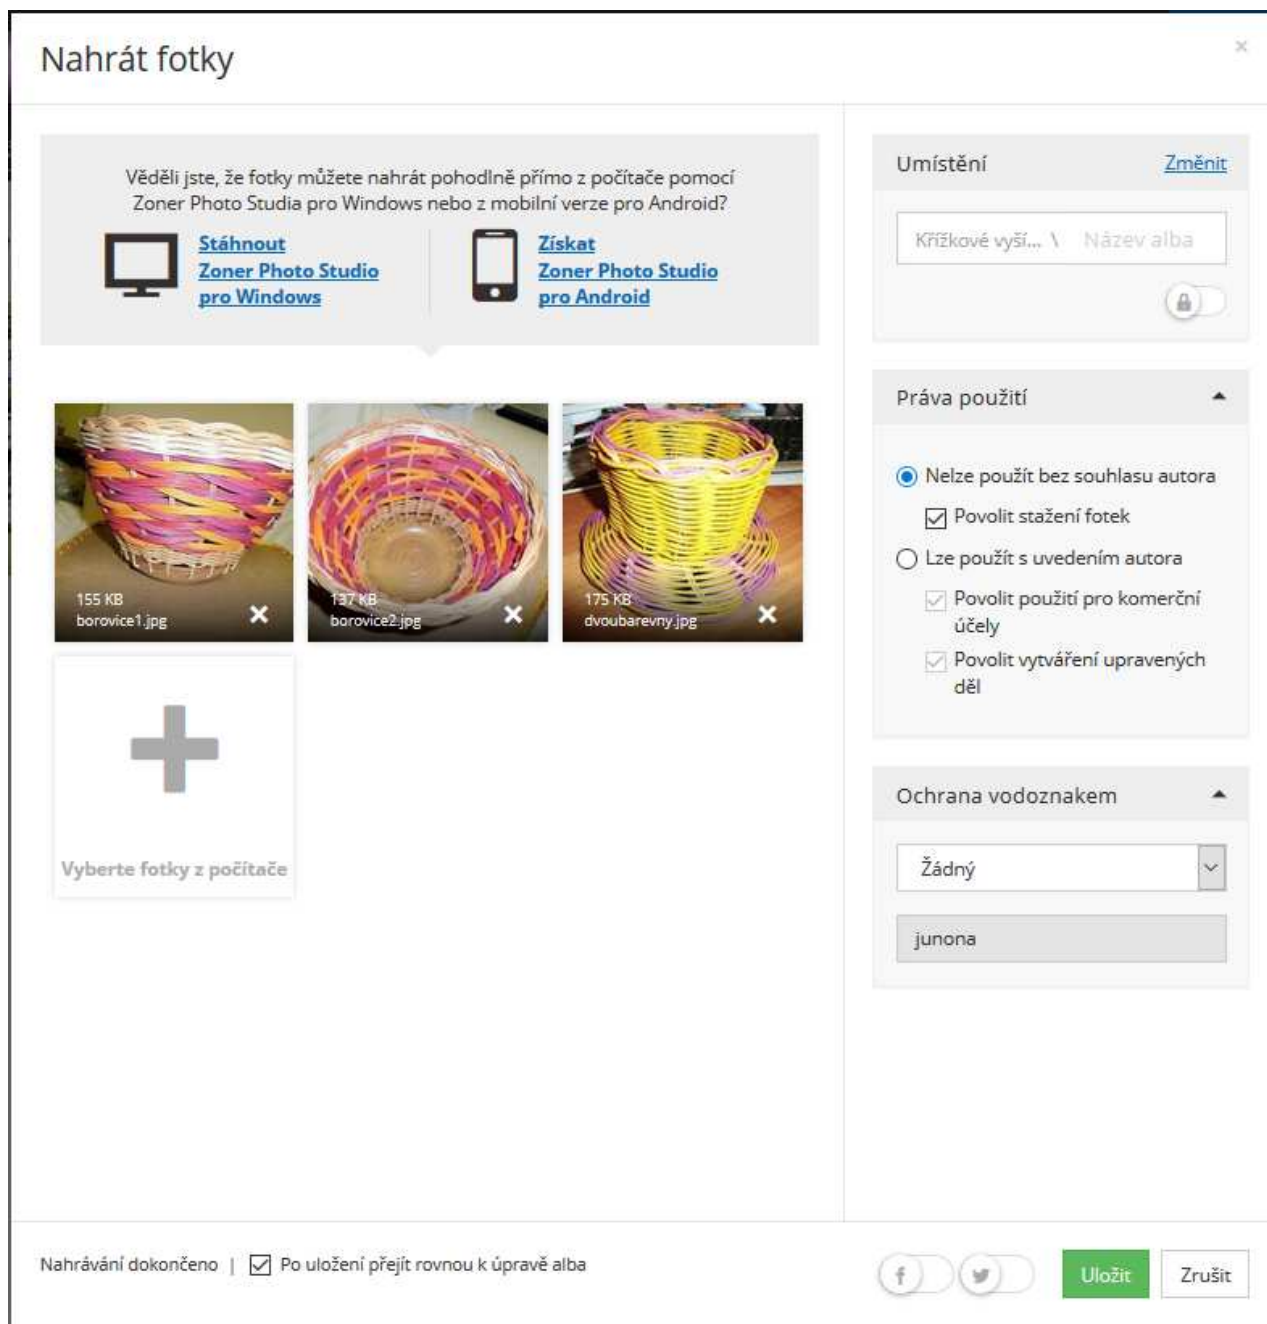 Nahrát fotky
Věděli jste, že fotky můžete nahrát pohodlně přímo z počítače pomocí
Zoner Photo Studia pro Windows nebo z mobilní verze pro Android?
Stáhnout
Zoner Photo Studio
pro Windows
Získat
Zoner Photo Studio
pro Android
155 KB
borovice1.jpg
137 KB
borovice2.jpg
175 KB
dvoubarevny.jpg
Vyberte fotky z počítače
Umístění Změnit
Křížkové vyší... \ Název alba
Práva použití
Nelze použít bez souhlasu autora
Povolit stažení fotek
Lze použít s uvedením autora
Povolit použití pro komerční
účely
Povolit vytváření upravených
děl
Ochrana vodoznakem
Žádný
junona
Nahrávání dokončeno | Po uložení přejít rovnou k úpravě alba
Uložit Zrušit